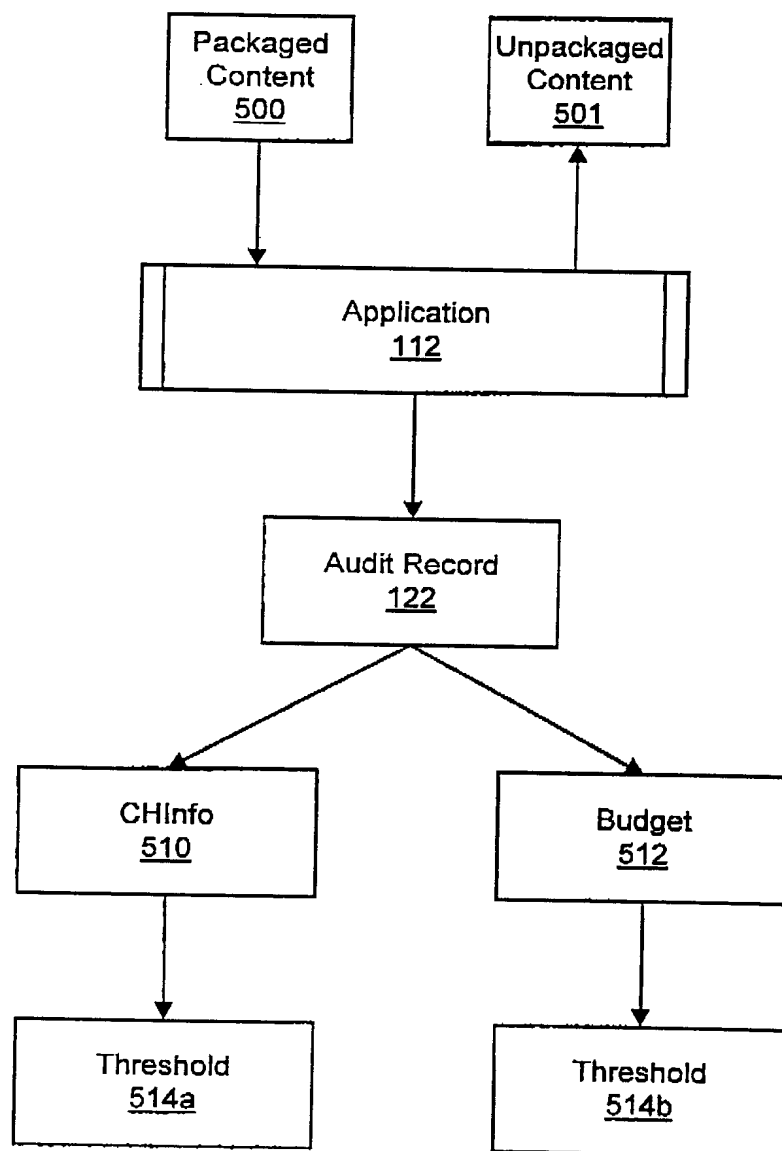 Packaged
Content
500
Unpackaged
Content
501
Application
112
Audit Record
122
CHInfo
510
Budget
512
Threshold
514a
Threshold
514b